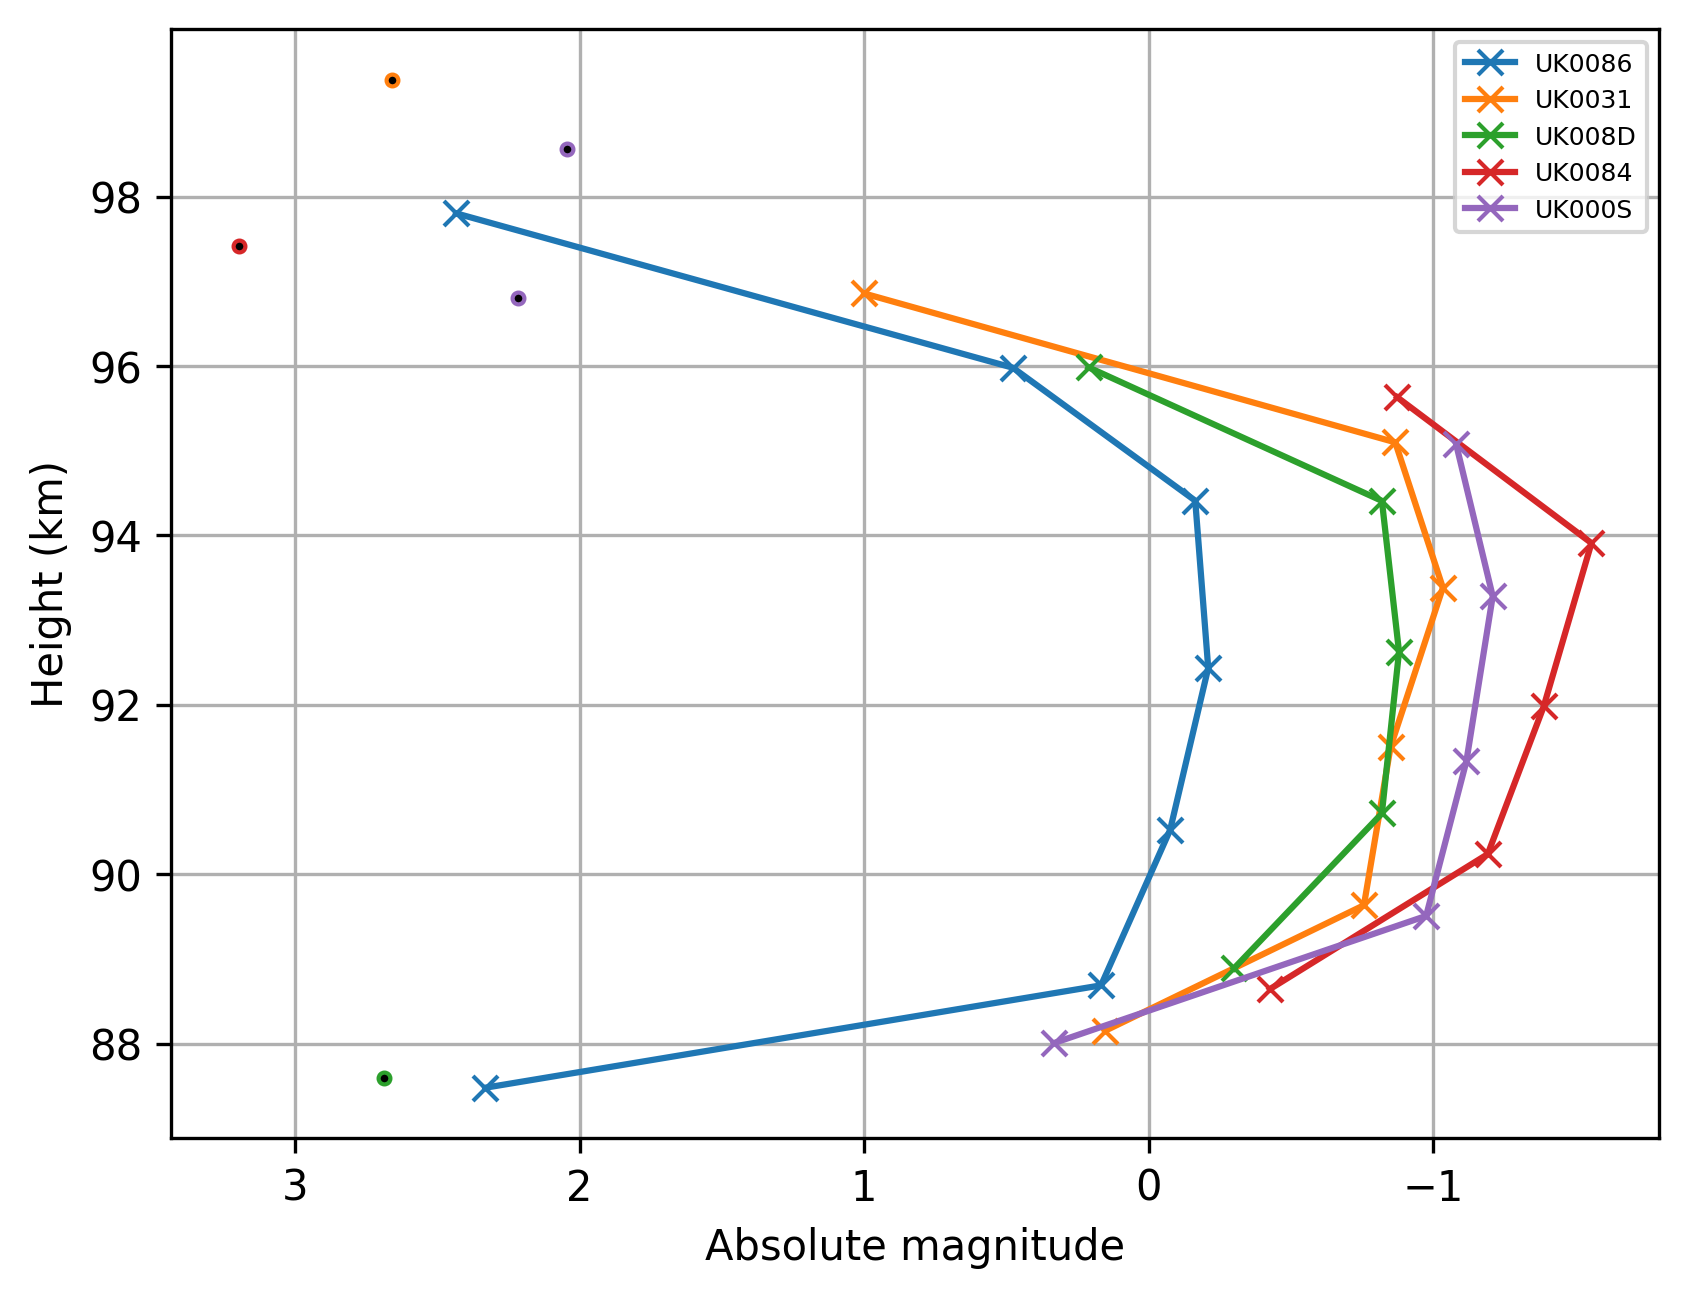 UK0086
UK0031
UK008D
UK0084
UK000S
98
96
94
92
90
88
Height (km)
3 2 1 0 −1
Absolute magnitude